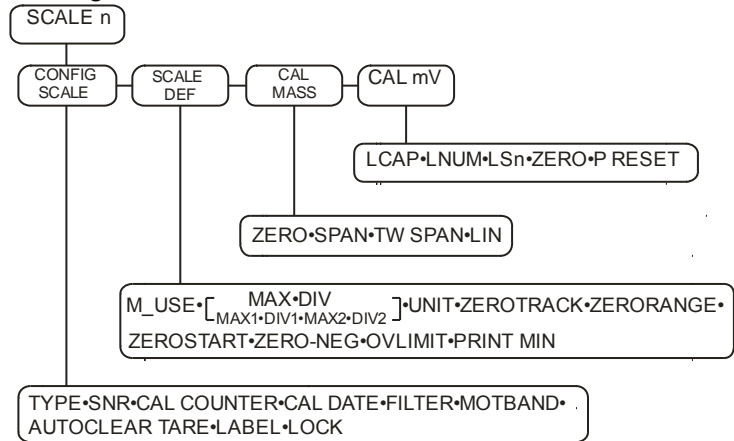 SCALE n
CONFIG
SCALE
SCALE
DEF
CAL
MASS
CAL mV
LCAP•LNUM•LSn•ZERO•P RESET
ZERO•SPAN•TW SPAN•LIN
M_USE•[ MAX•DIV
MAX1•DIV1•MAX2•DIV2 ]•UNIT•ZEROTRACK•ZERORANGE•
ZEROSTART•ZERO-NEG•OVLIMIT•PRINT MIN
TYPE•SNR•CAL COUNTER•CAL DATE•FILTER•MOTBAND•
AUTOCLEAR TARE•LABEL•LOCK